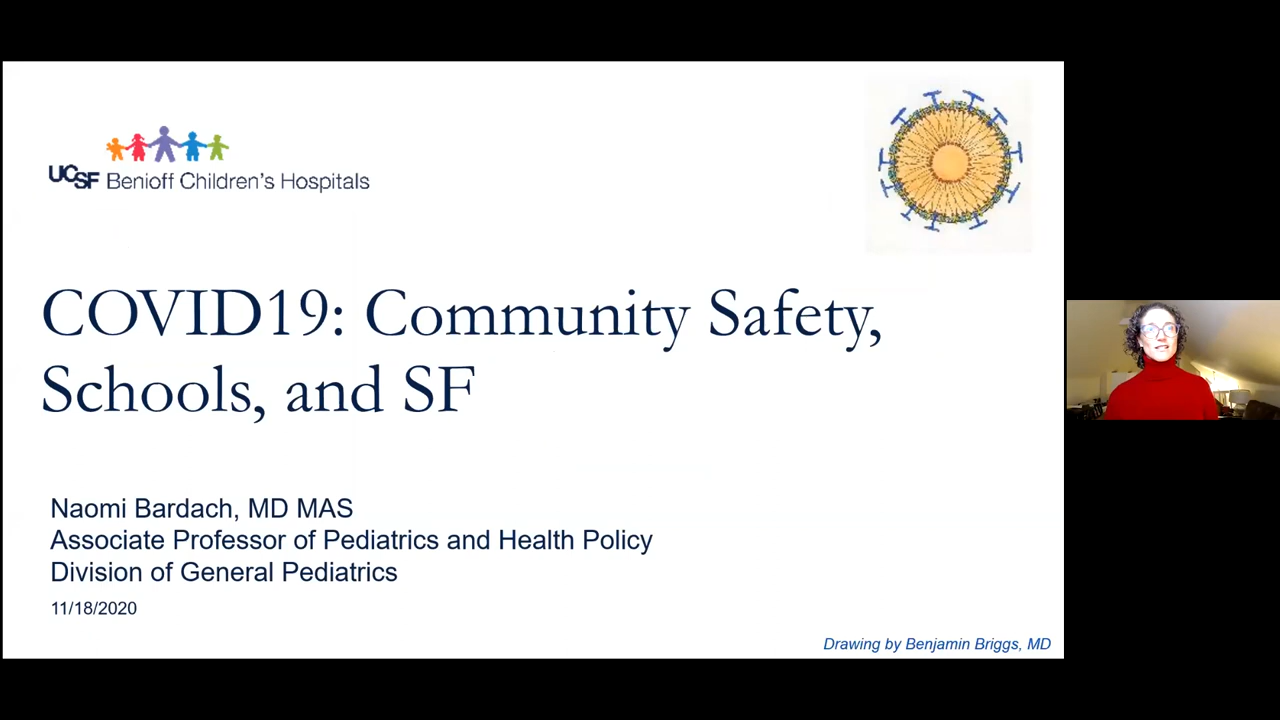 UCSF Benioff Children's Hospitals
COVID19: Community Safety,
Schools, and SF
Naomi Bardach, MD MAS
Associate Professor of Pediatrics and Health Policy
Division of General Pediatrics
11/18/2020
Drawing by Benjamin Briggs, MD